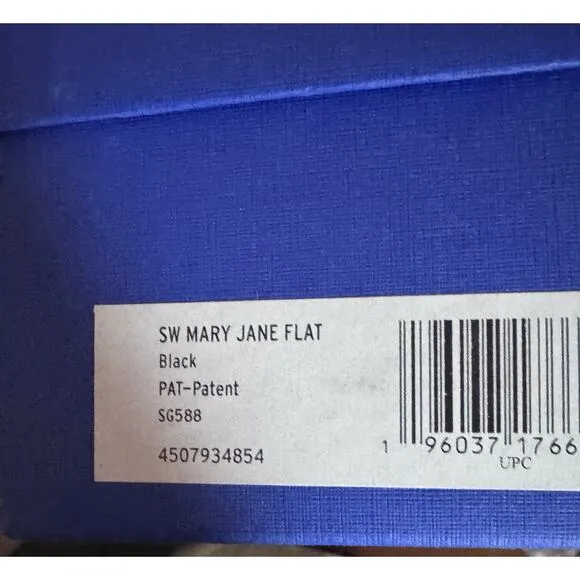 SW MARY JANE FLAT
Black
PAT-Patent
SG588
4507934854
1 96037 1766
UPC